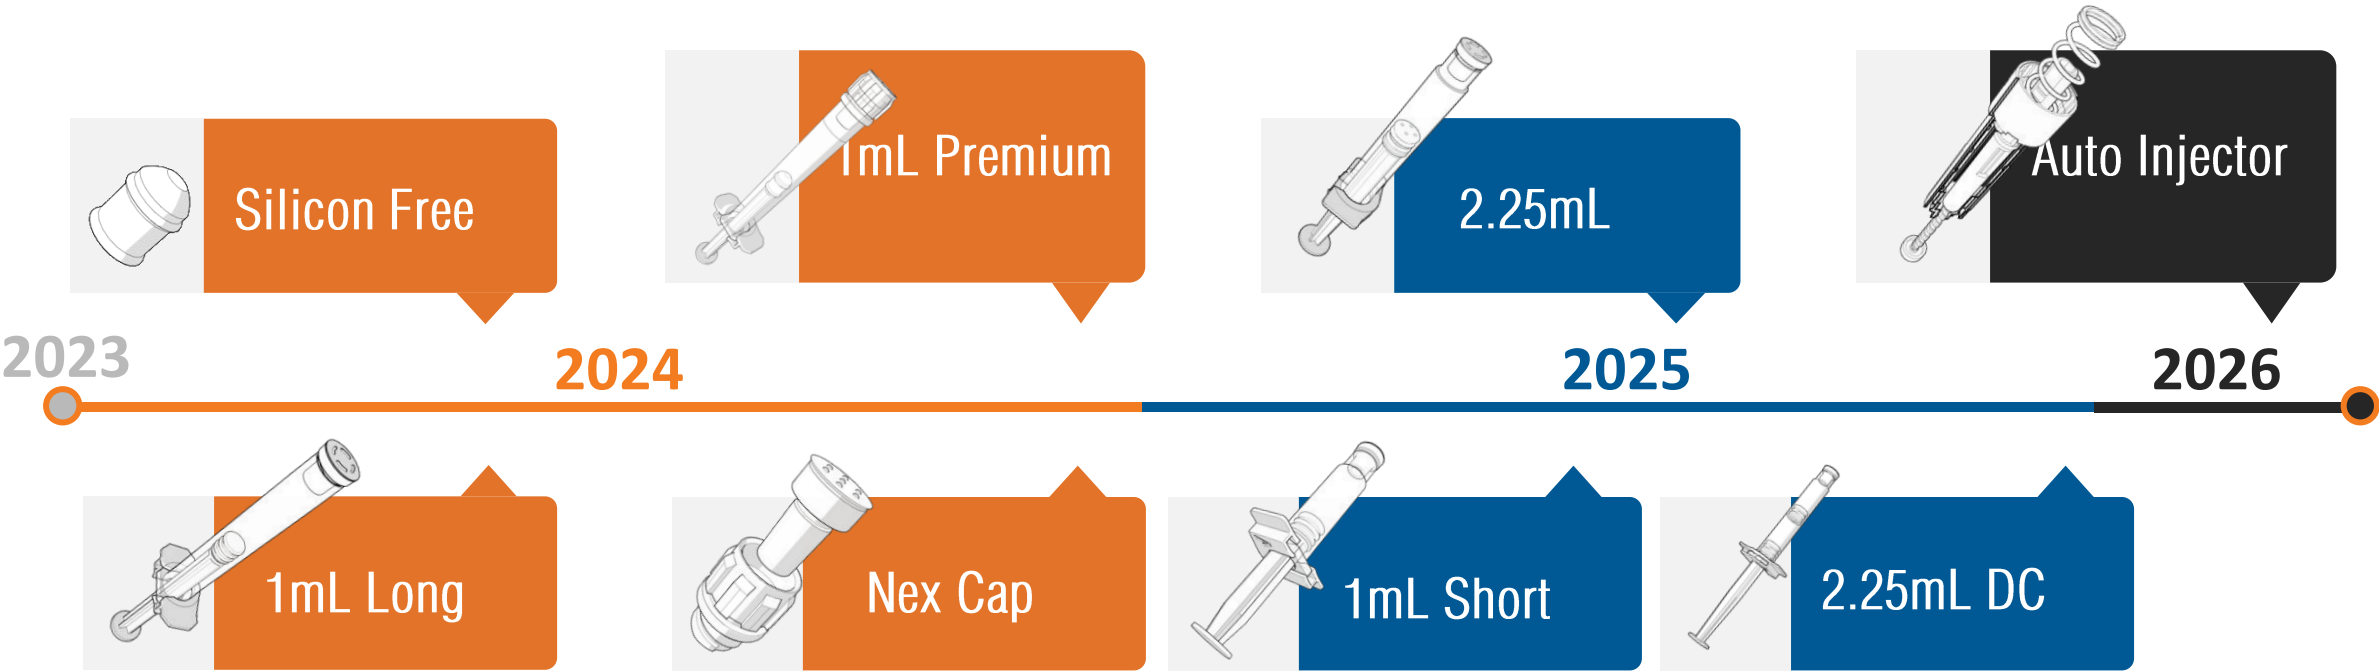 Silicon Free
1mL Premium
2.25mL
Auto Injector
2023
2024
2025
2026
1mL Long
Nex Cap
1mL Short
2.25mL DC